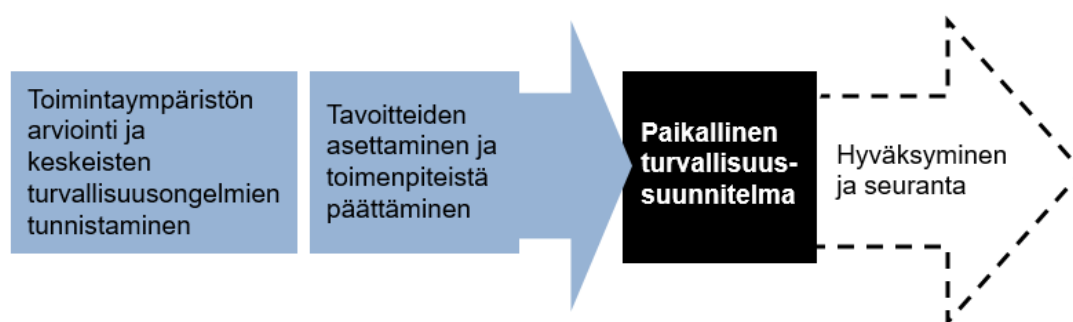 Toimintaympäristön
arviointi ja
keskeisten
turvallisuusongelmien
tunnistaminen
Tavoitteiden
asettaminen ja
toimenpiteistä
päättäminen
Paikallinen
turvallisuus-
suunnitelma
Hyväksyminen
ja seuranta